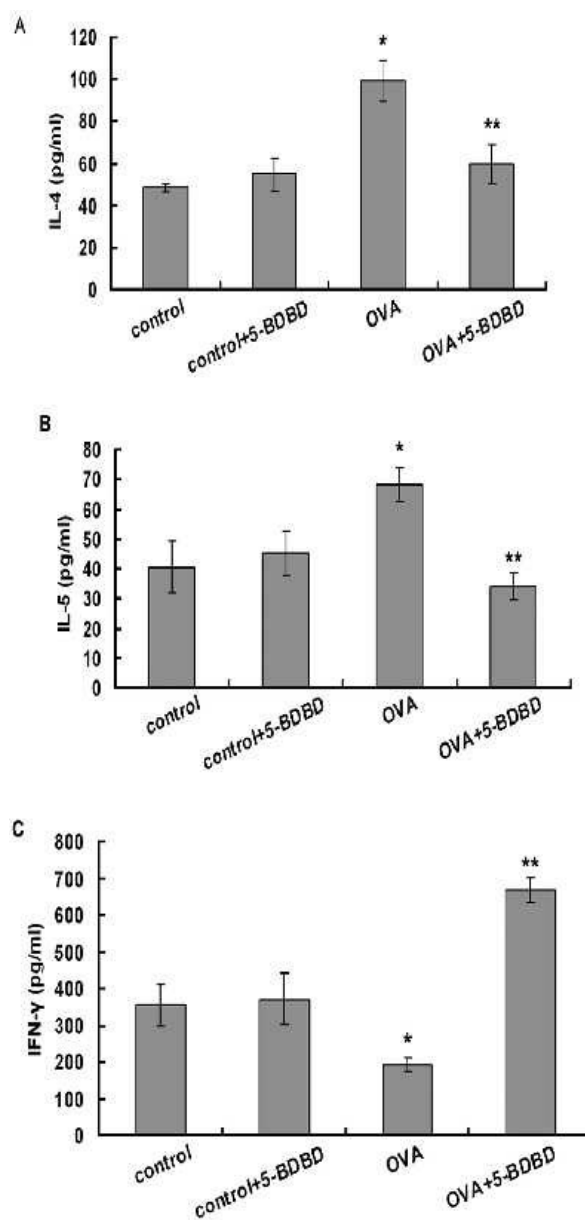 A
IL-4 (pg/ml)
120
100
80
60
40
20
0
*
**
control
control+5-BDBD
OVA
OVA+5-BDBD
B
IL-5 (pg/ml)
80
70
60
50
40
30
20
10
0
*
**
control
control+5-BDBD
OVA
OVA+5-BDBD
C
IFN-γ (pg/ml)
800
700
600
500
400
300
200
100
0
*
**
control
control+5-BDBD
OVA
OVA+5-BDBD